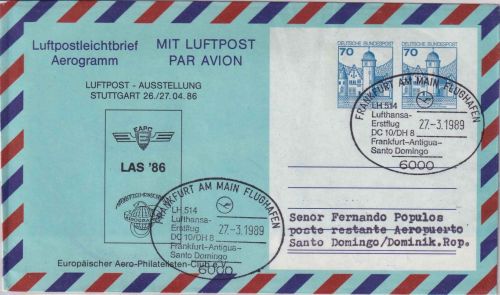 Luftpostleichtbrief
Aerogramm
MIT LUFTPOST
PAR AVION
LUFTPOST - AUSSTELLUNG
STUTTGART 26./27.04.86
EAPC
LAS '86
Europäischer Aero-Philatelisten-Club e.V.
DEUTSCHE BUNDESPOST
70
DEUTSCHE BUNDESPOST
70
FRANKFURT AM MAIN FLUGHAFEN
LH 514
Lufthansa-
Erstflug
DC 10/DH 8
Frankfurt-Antigua-
Santo Domingo
27.-3.1989
6000
FRANKFURT AM MAIN FLUGHAFEN
LH 514
Lufthansa-
Erstflug
DC 10/DH 8
Frankfurt-Antigua-
Santo Domingo
27.-3.1989
6000
Senor Fernando Populos
poste restante Aeropuerto
Santo Domingo/Dominik.Rep.